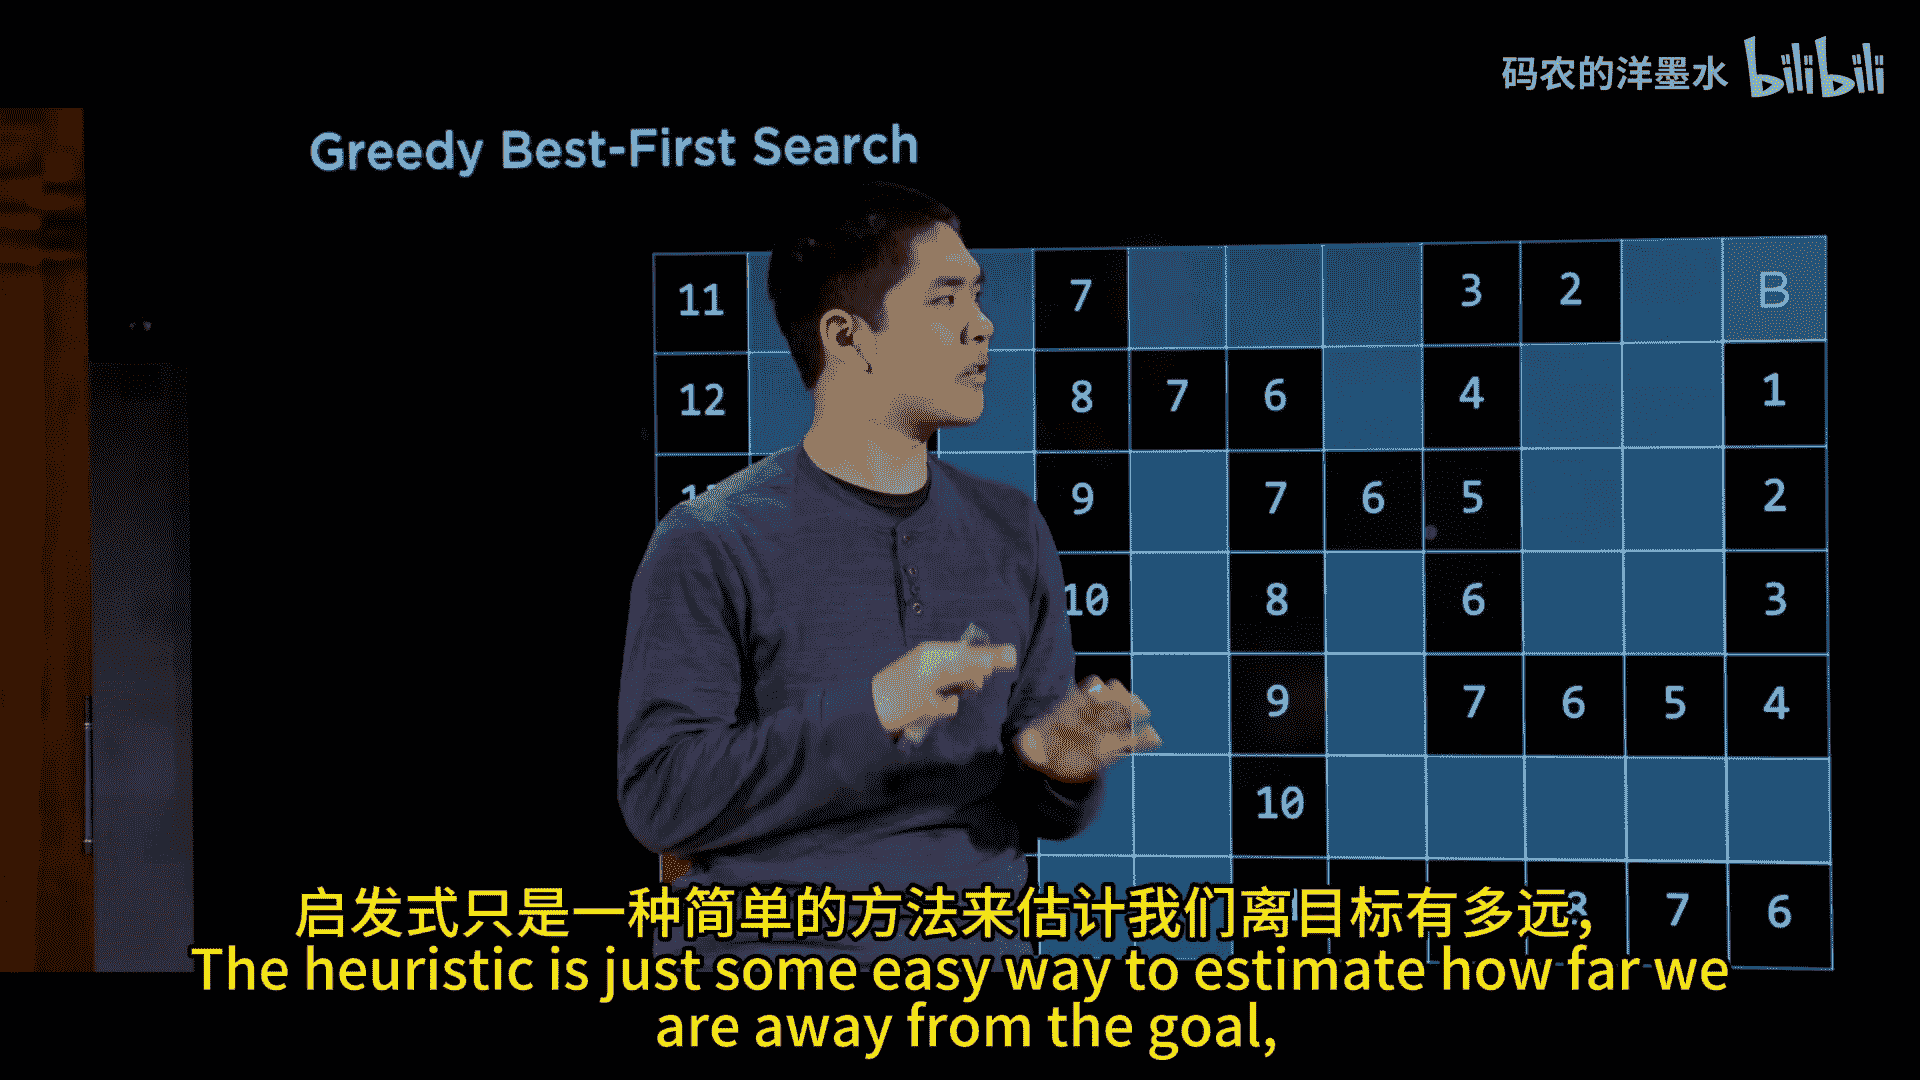 码农的洋墨水 bilibili
Greedy Best-First Search
11 7 3 2 B
12 8 7 6 4 1
9 7 6 5 2
10 8 6 3
9 7 6 5 4
10
8 7 6
启发式只是一种简单的方法来估计我们离目标有多远，
The heuristic is just some easy way to estimate how far we
are away from the goal,